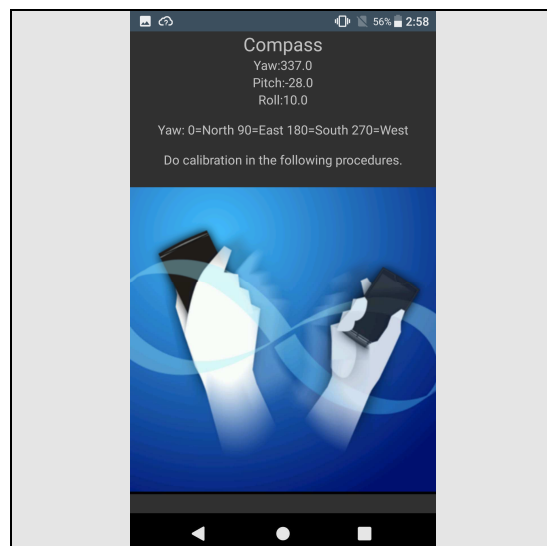 56% 2:58
Compass
Yaw:337.0
Pitch:-28.0
Roll:10.0
Yaw: 0=North 90=East 180=South 270=West
Do calibration in the following procedures.